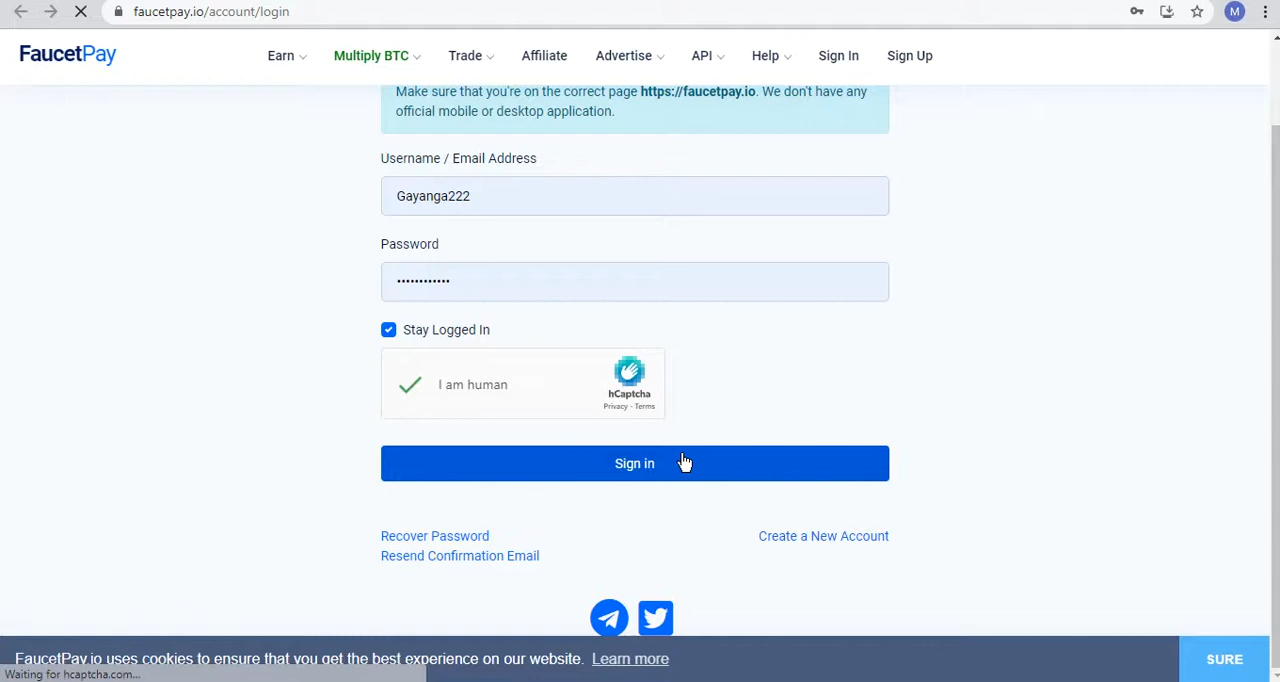 faucetpay.io/account/login
M
FaucetPay Earn Multiply BTC Trade Affiliate Advertise API Help Sign In Sign Up
Make sure that you're on the correct page https://faucetpay.io. We don't have any
official mobile or desktop application.
Username / Email Address
Gayanga222
Password
••••••••••••
Stay Logged In
I am human
hCaptcha
Privacy - Terms
Sign in
Recover Password Create a New Account
Resend Confirmation Email
FaucetPay.io uses cookies to ensure that you get the best experience on our website. Learn more SURE
Waiting for hcaptcha.com...